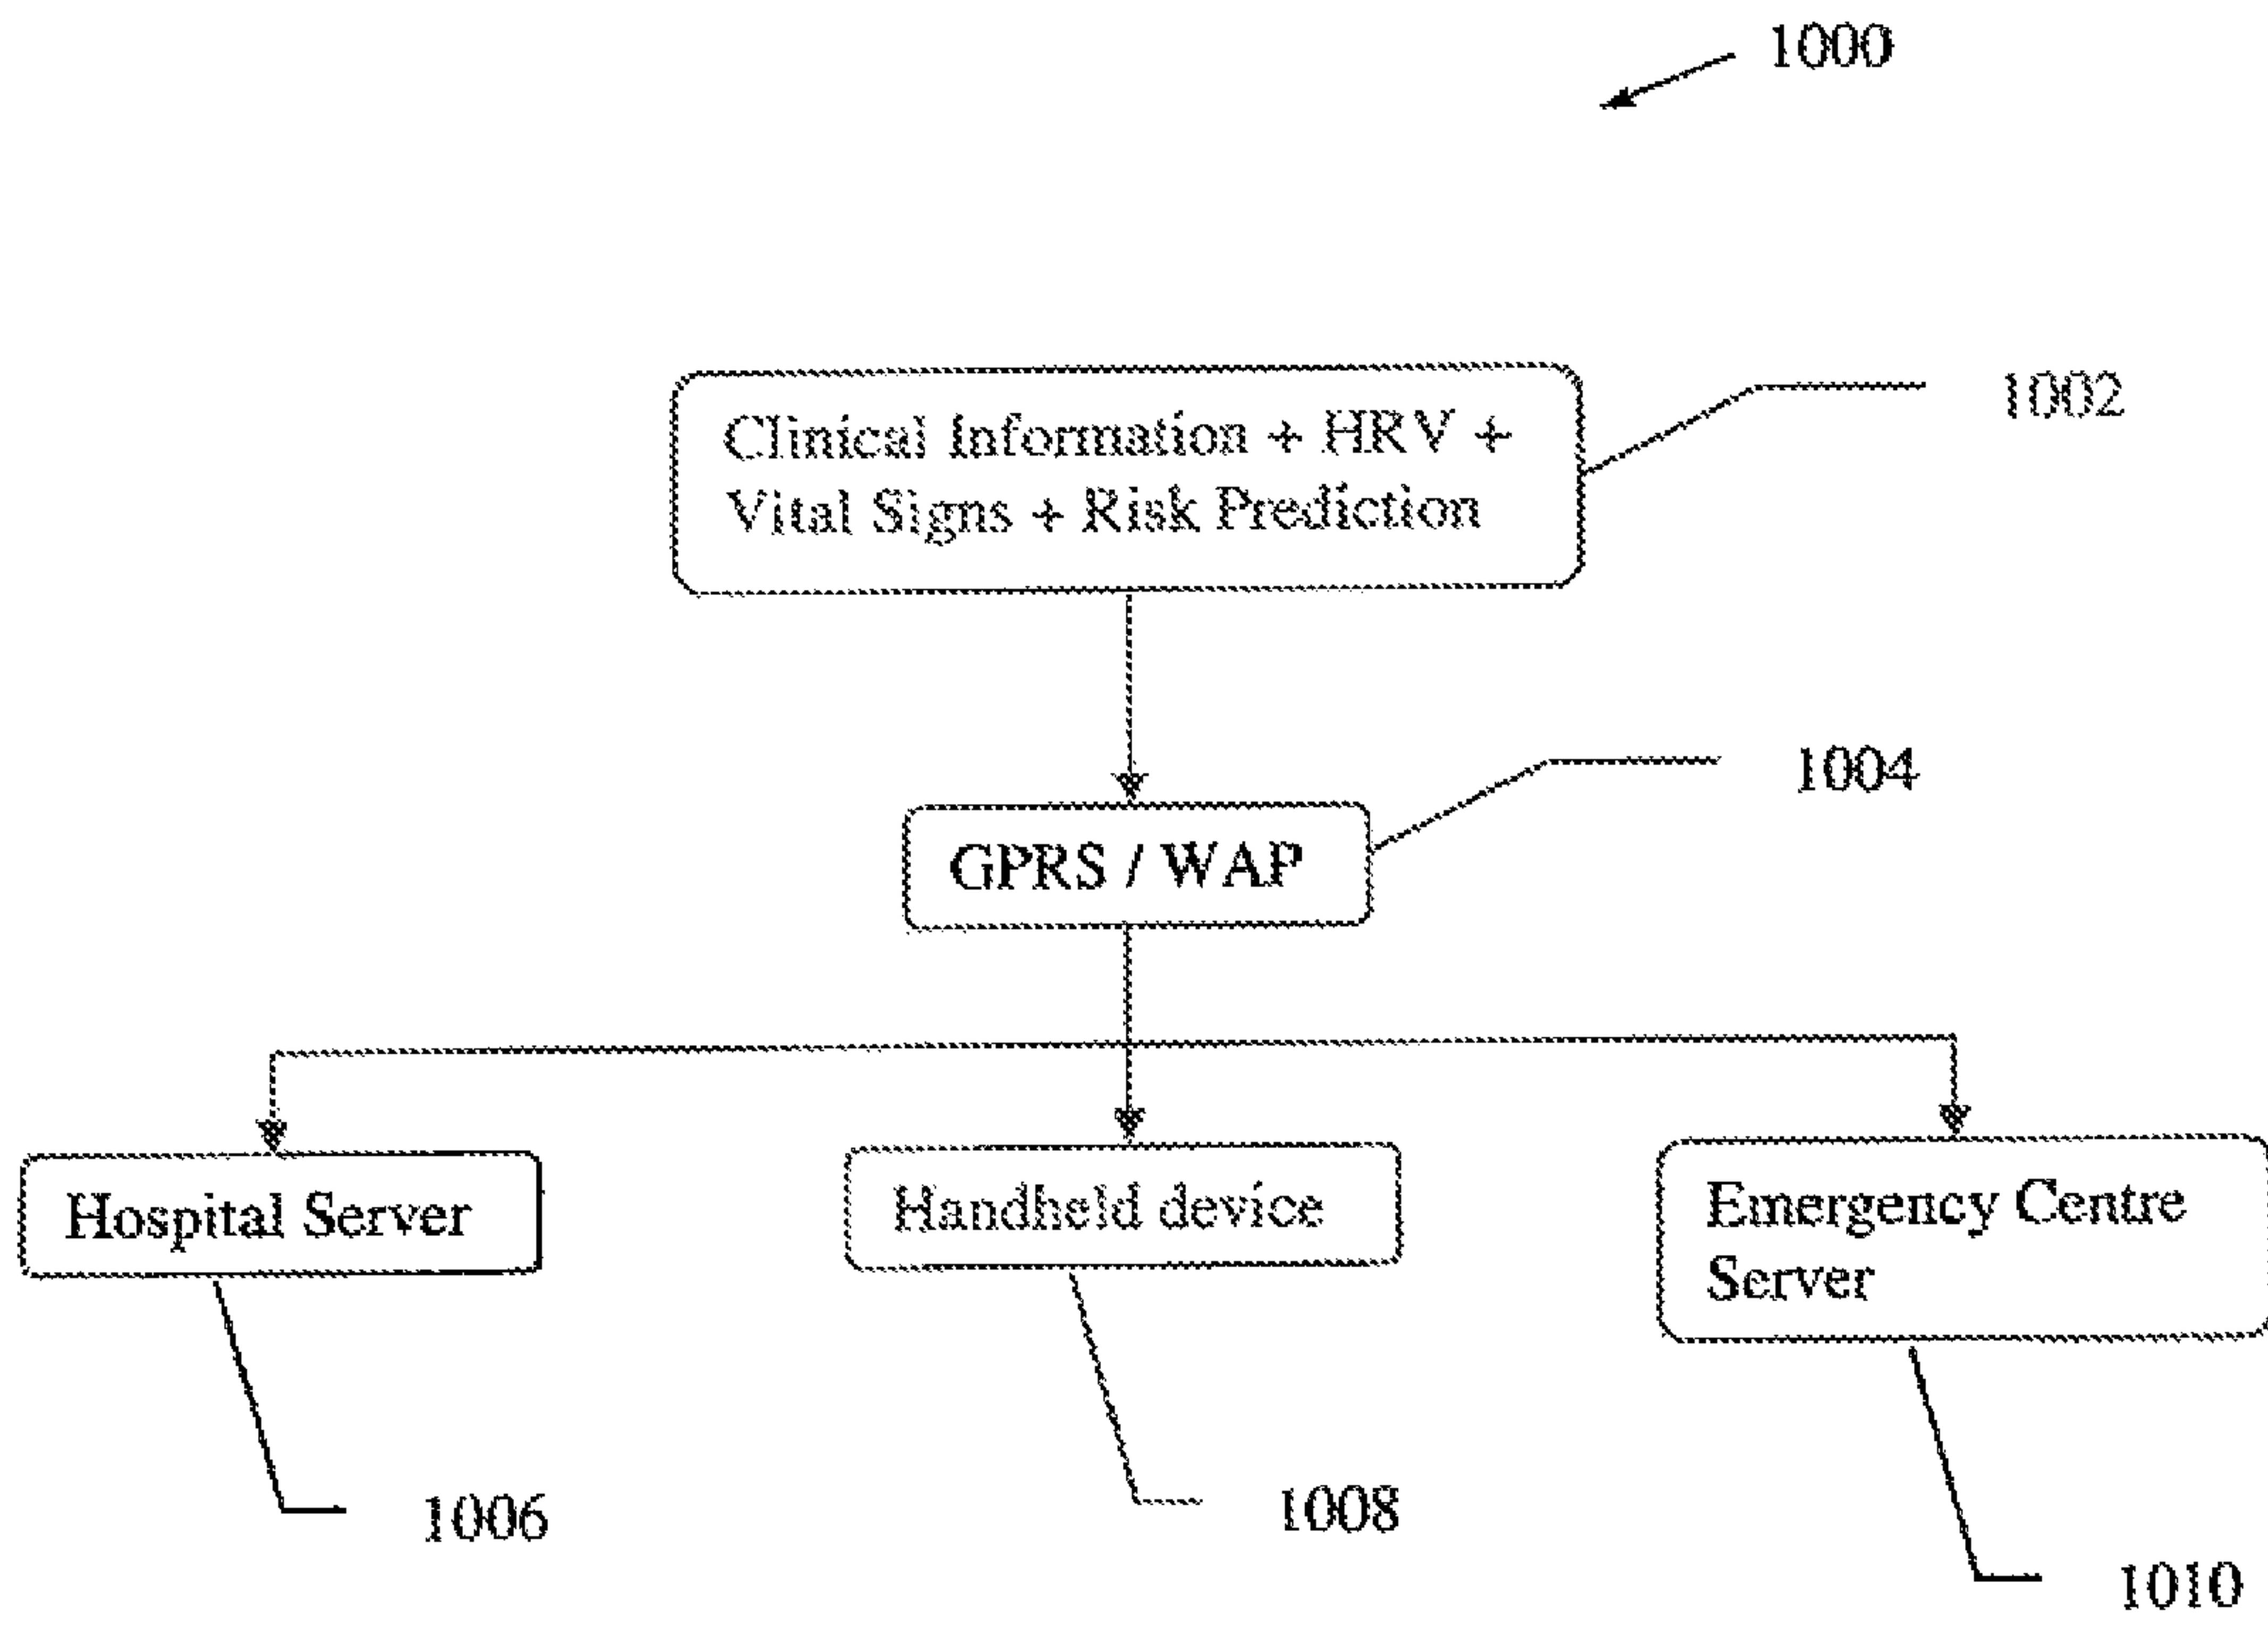 1000
Clinical Information + HRV +
Vital Signs + Risk Prediction
1002
GPRS / WAP
1004
Hospital Server
Handheld device
Emergency Centre
Server
1006
1008
1010